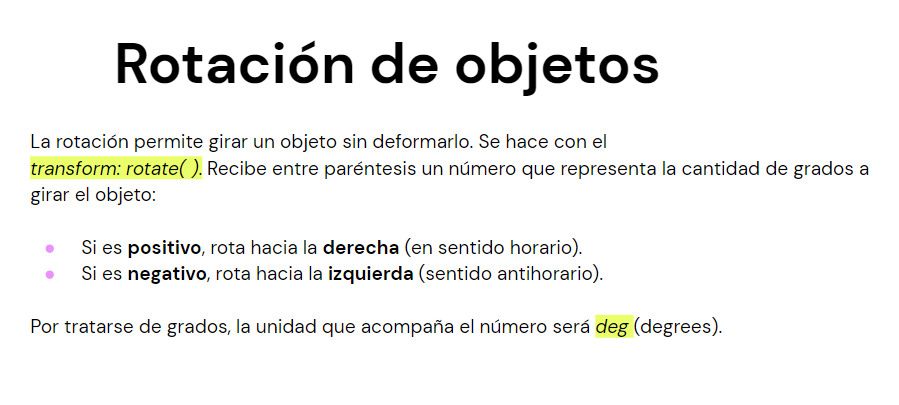 Rotación de objetos
La rotación permite girar un objeto sin deformarlo. Se hace con el
transform: rotate( ). Recibe entre paréntesis un número que representa la cantidad de grados a
girar el objeto:
● Si es positivo, rota hacia la derecha (en sentido horario).
● Si es negativo, rota hacia la izquierda (sentido antihorario).
Por tratarse de grados, la unidad que acompaña el número será deg (degrees).